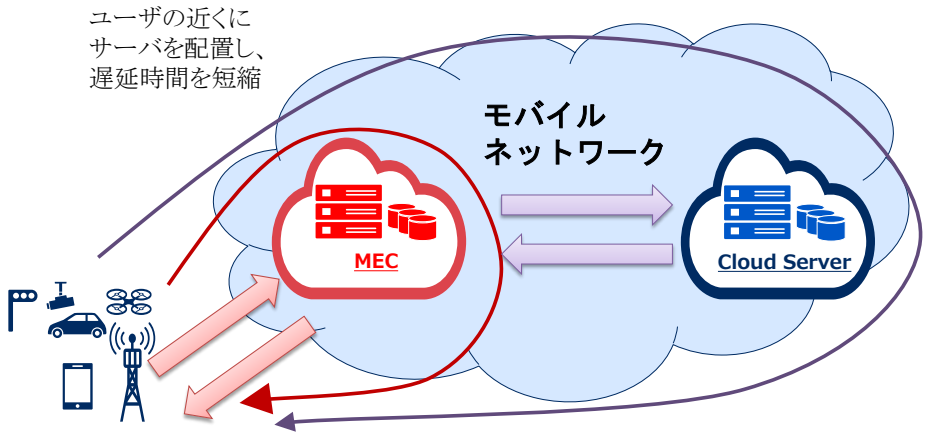 ユーザの近くに
サーバを配置し、
遅延時間を短縮
モバイル
ネットワーク
MEC
Cloud Server